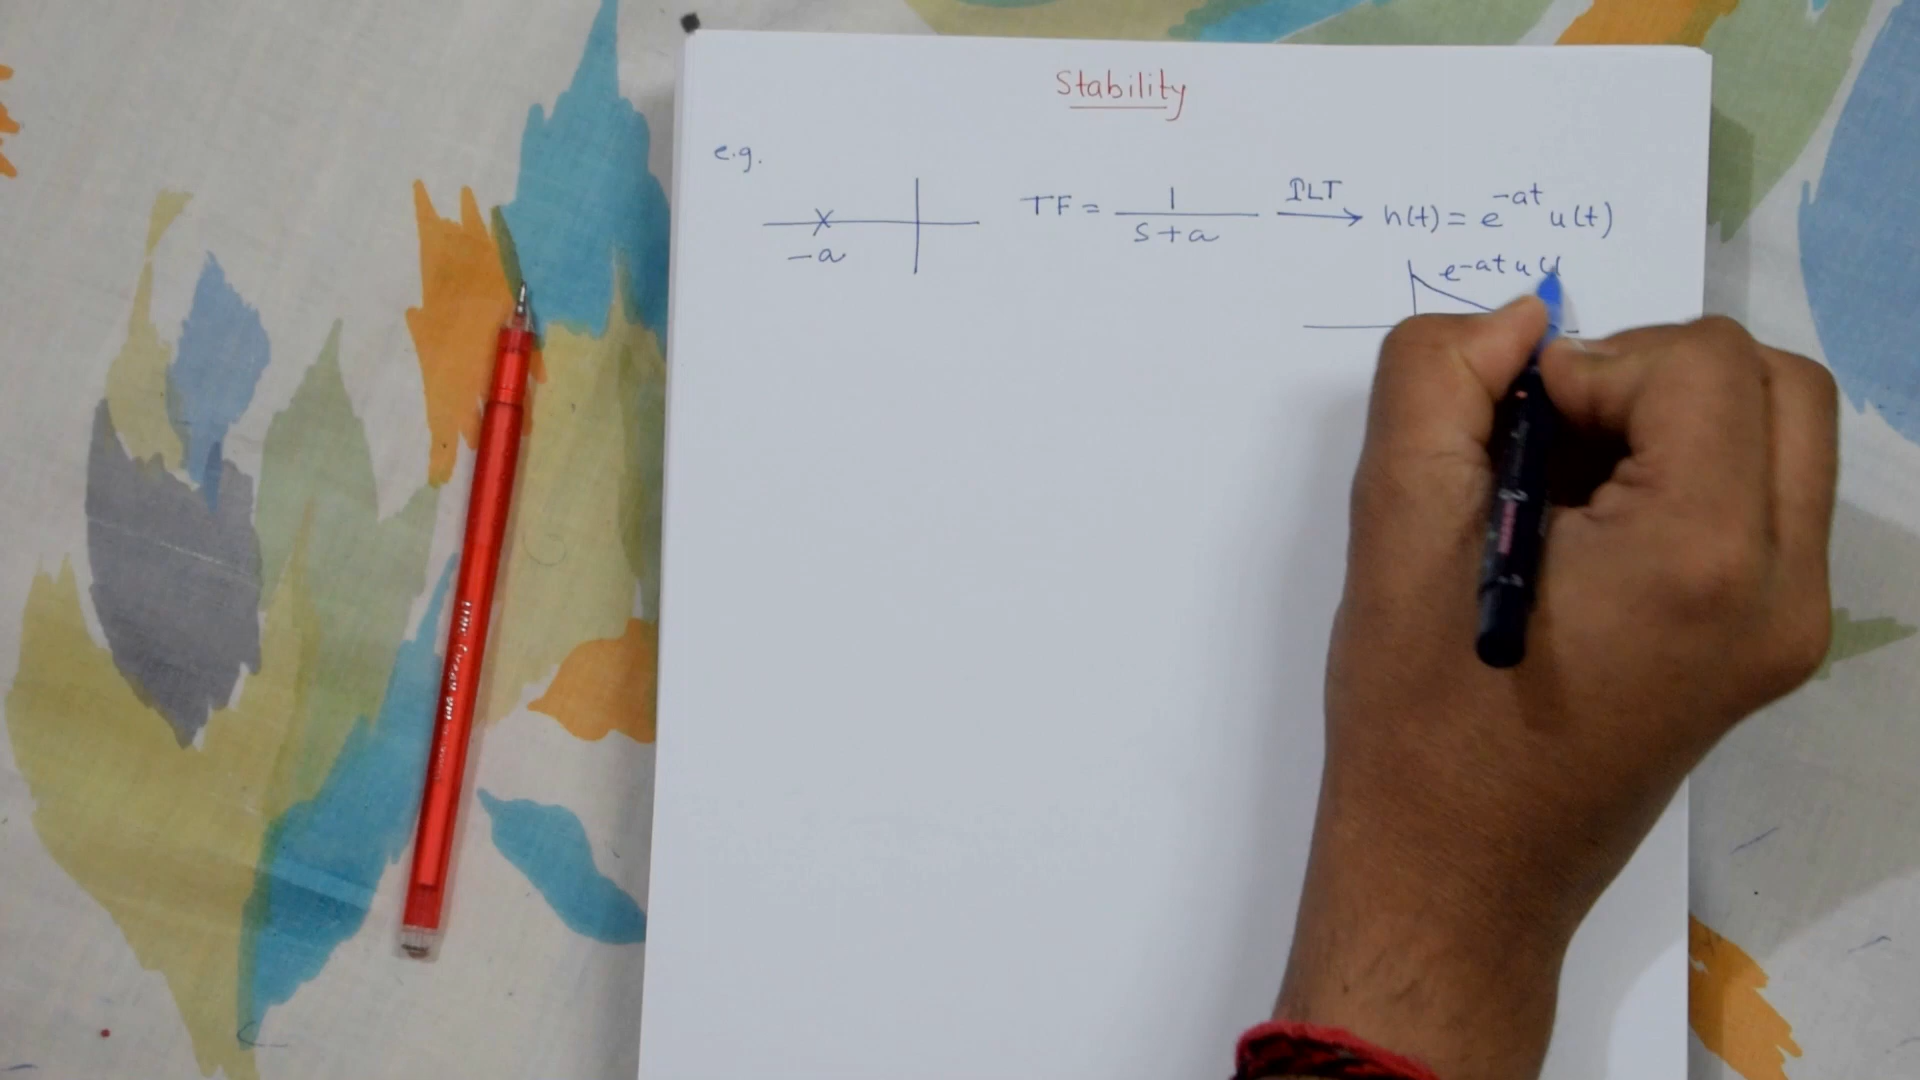 Stability
e.g.
TF = 1 / s+a ILT → h(t) = e^-at u(t)
-a
e^-at u(